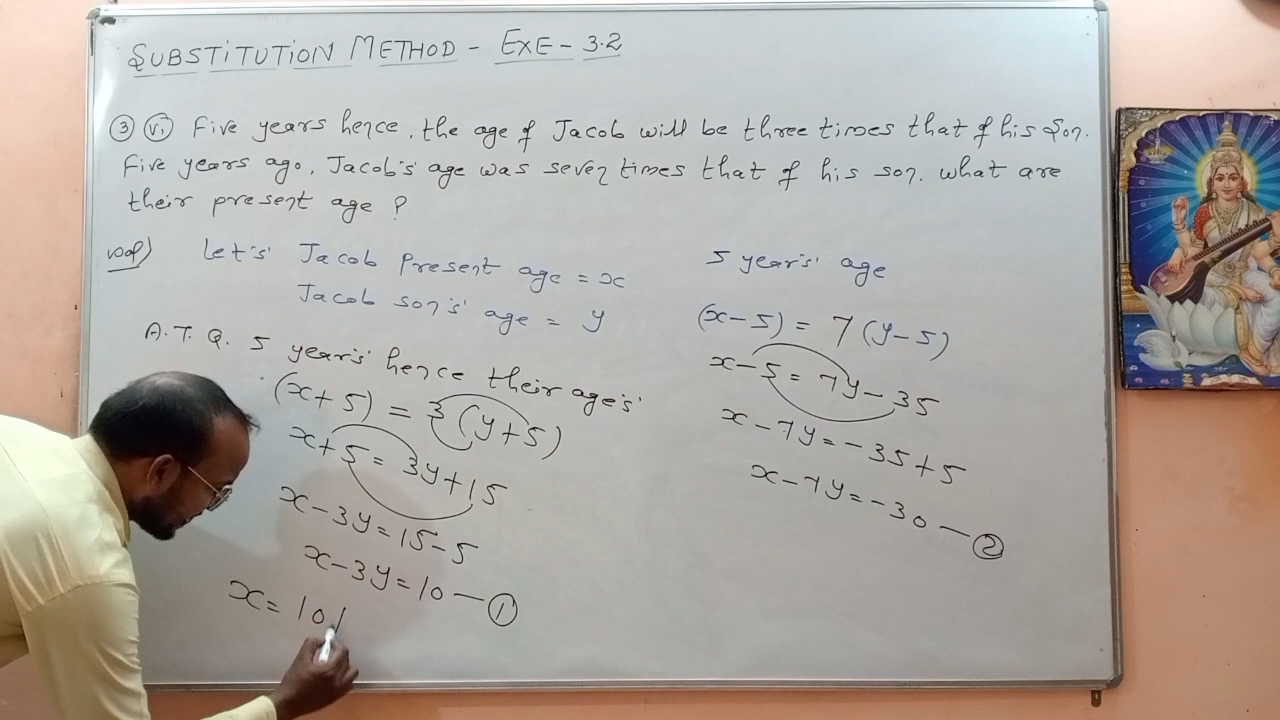 SUBSTITUTION METHOD - EXE - 3.2
③ (vi) Five years hence, the age of Jacob will be three times that of his son.
Five years ago, Jacob's age was seven times that of his son. what are
their present age ?
sol)
Let's Jacob Present age = x
Jacob son's age = y
A.T.Q. 5 years' hence their age's
(x+5) = 3(y+5)
x+5 = 3y+15
x-3y = 15-5
x-3y = 10 — ①
x = 10
5 year's' age
(x-5) = 7(y-5)
x-5 = 7y-35
x-7y = -35+5
x-7y = -30 — ②